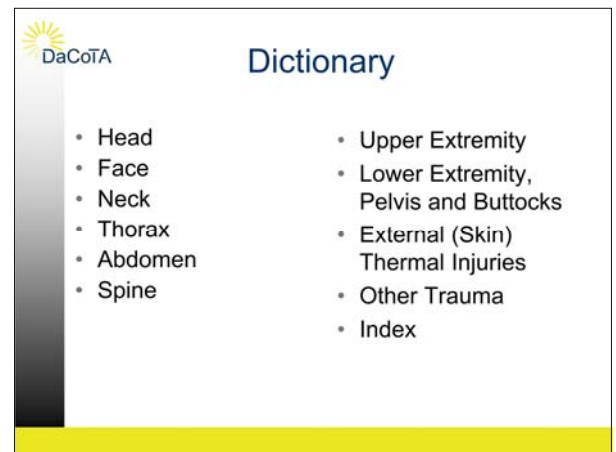 DaCoTA
Dictionary
• Head
• Face
• Neck
• Thorax
• Abdomen
• Spine
• Upper Extremity
• Lower Extremity,
Pelvis and Buttocks
• External (Skin)
Thermal Injuries
• Other Trauma
• Index